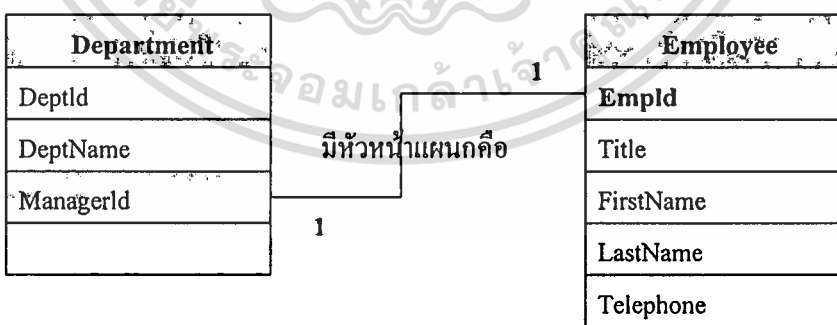 Department
DeptId
DeptName
ManagerId
1
มีหัวหน้าแผนกคือ
1
Employee
EmpId
Title
FirstName
LastName
Telephone